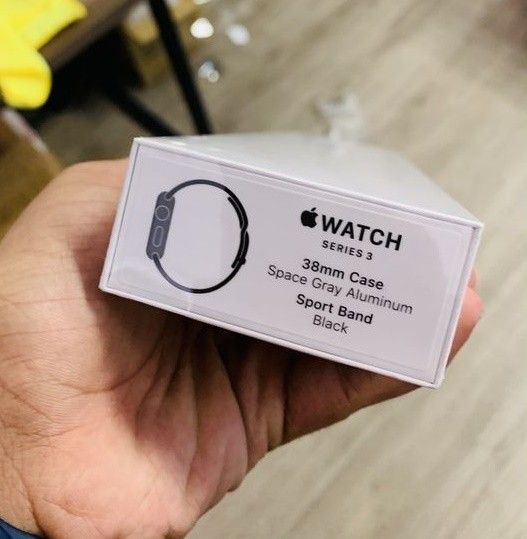 WATCH
SERIES 3
38mm Case
Space Gray Aluminum
Sport Band
Black